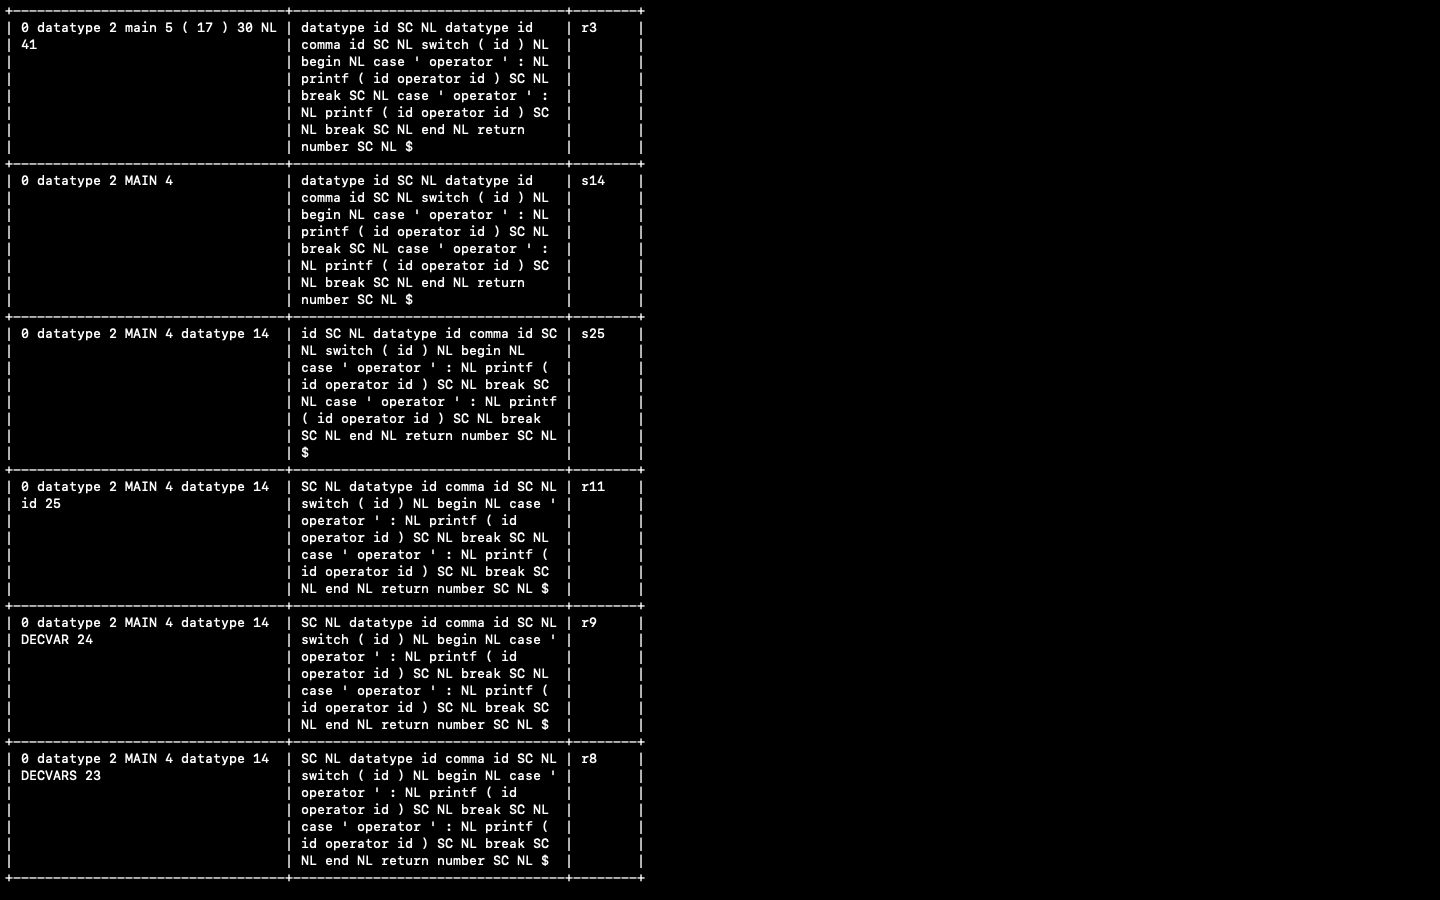 +----------------------------------+-----------------------------------+--------+
| 0 datatype 2 main 5 ( 17 ) 30 NL | datatype id SC NL datatype id     | r3     |
| 41                               | comma id SC NL switch ( id ) NL   |        |
|                                  | begin NL case ' operator ' : NL   |        |
|                                  | printf ( id operator id ) SC NL   |        |
|                                  | break SC NL case ' operator ' :   |        |
|                                  | NL printf ( id operator id ) SC   |        |
|                                  | NL break SC NL end NL return      |        |
|                                  | number SC NL $                    |        |
+----------------------------------+-----------------------------------+--------+
| 0 datatype 2 MAIN 4              | datatype id SC NL datatype id     | s14    |
|                                  | comma id SC NL switch ( id ) NL   |        |
|                                  | begin NL case ' operator ' : NL   |        |
|                                  | printf ( id operator id ) SC NL   |        |
|                                  | break SC NL case ' operator ' :   |        |
|                                  | NL printf ( id operator id ) SC   |        |
|                                  | NL break SC NL end NL return      |        |
|                                  | number SC NL $                    |        |
+----------------------------------+-----------------------------------+--------+
| 0 datatype 2 MAIN 4 datatype 14  | id SC NL datatype id comma id SC  | s25    |
|                                  | NL switch ( id ) NL begin NL      |        |
|                                  | case ' operator ' : NL printf (   |        |
|                                  | id operator id ) SC NL break SC   |        |
|                                  | NL case ' operator ' : NL printf  |        |
|                                  | ( id operator id ) SC NL break    |        |
|                                  | SC NL end NL return number SC NL  |        |
|                                  | $                                 |        |
+----------------------------------+-----------------------------------+--------+
| 0 datatype 2 MAIN 4 datatype 14  | SC NL datatype id comma id SC NL  | r11    |
| id 25                            | switch ( id ) NL begin NL case '  |        |
|                                  | operator ' : NL printf ( id       |        |
|                                  | operator id ) SC NL break SC NL   |        |
|                                  | case ' operator ' : NL printf (   |        |
|                                  | id operator id ) SC NL break SC   |        |
|                                  | NL end NL return number SC NL $   |        |
+----------------------------------+-----------------------------------+--------+
| 0 datatype 2 MAIN 4 datatype 14  | SC NL datatype id comma id SC NL  | r9     |
| DECVAR 24                        | switch ( id ) NL begin NL case '  |        |
|                                  | operator ' : NL printf ( id       |        |
|                                  | operator id ) SC NL break SC NL   |        |
|                                  | case ' operator ' : NL printf (   |        |
|                                  | id operator id ) SC NL break SC   |        |
|                                  | NL end NL return number SC NL $   |        |
+----------------------------------+-----------------------------------+--------+
| 0 datatype 2 MAIN 4 datatype 14  | SC NL datatype id comma id SC NL  | r8     |
| DECVARS 23                       | switch ( id ) NL begin NL case '  |        |
|                                  | operator ' : NL printf ( id       |        |
|                                  | operator id ) SC NL break SC NL   |        |
|                                  | case ' operator ' : NL printf (   |        |
|                                  | id operator id ) SC NL break SC   |        |
|                                  | NL end NL return number SC NL $   |        |
+----------------------------------+-----------------------------------+--------+